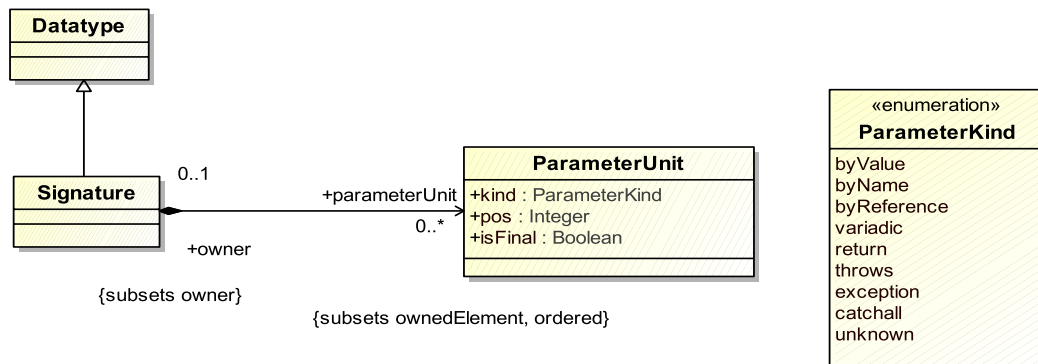 Datatype
Signature
0..1
+owner
{subsets owner}
+parameterUnit
0..*
{subsets ownedElement, ordered}
ParameterUnit
+kind : ParameterKind
+pos : Integer
+isFinal : Boolean
«enumeration»
ParameterKind
byValue
byName
byReference
variadic
return
throws
exception
catchall
unknown